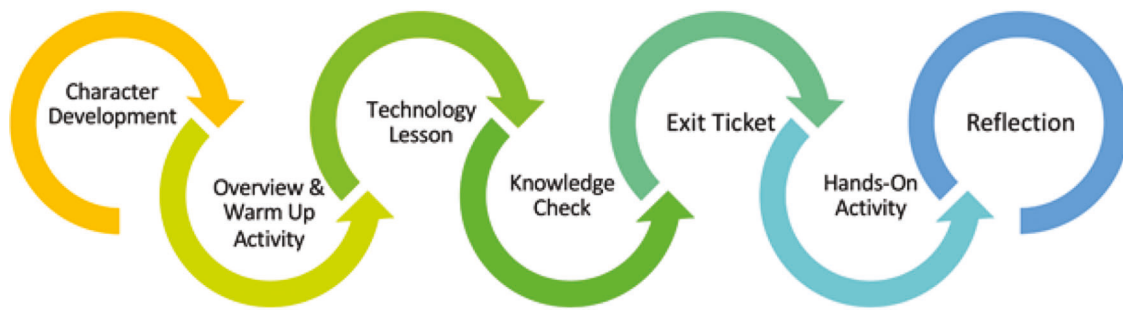 Character
Development
Overview &
Warm Up
Activity
Technology
Lesson
Knowledge
Check
Exit Ticket
Hands-On
Activity
Reflection